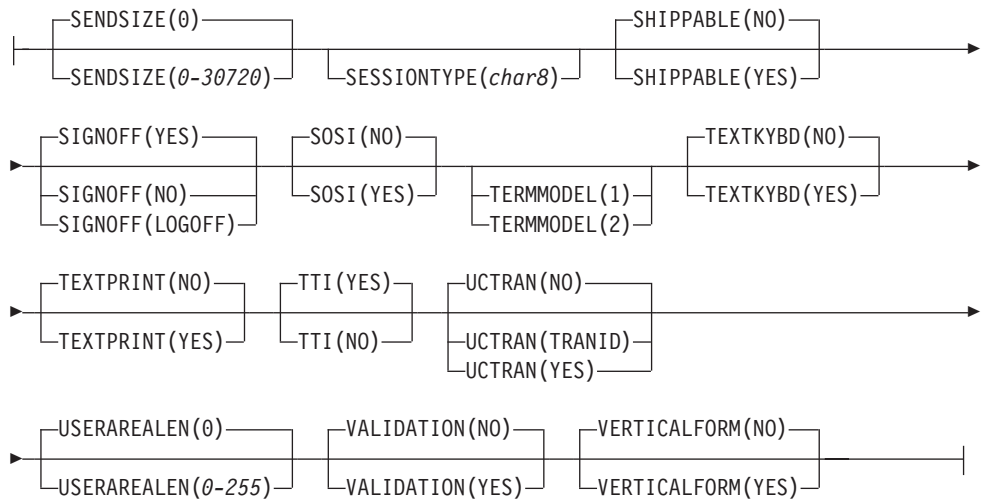 SENDSIZE(0) SHIPPABLE(NO)
SENDSIZE(0-30720) SESSIONTYPE(char8) SHIPPABLE(YES)
SIGNOFF(YES) SOSI(NO) TEXTKYBD(NO)
SIGNOFF(NO) SOSI(YES) TERMMODEL(1) TEXTKYBD(YES)
SIGNOFF(LOGOFF) TERMMODEL(2)
TEXTPRINT(NO) TTI(YES) UCTRAN(NO)
TEXTPRINT(YES) TTI(NO) UCTRAN(TRANID)
UCTRAN(YES)
USERAREALEN(0) VALIDATION(NO) VERTICALFORM(NO)
USERAREALEN(0-255) VALIDATION(YES) VERTICALFORM(YES)